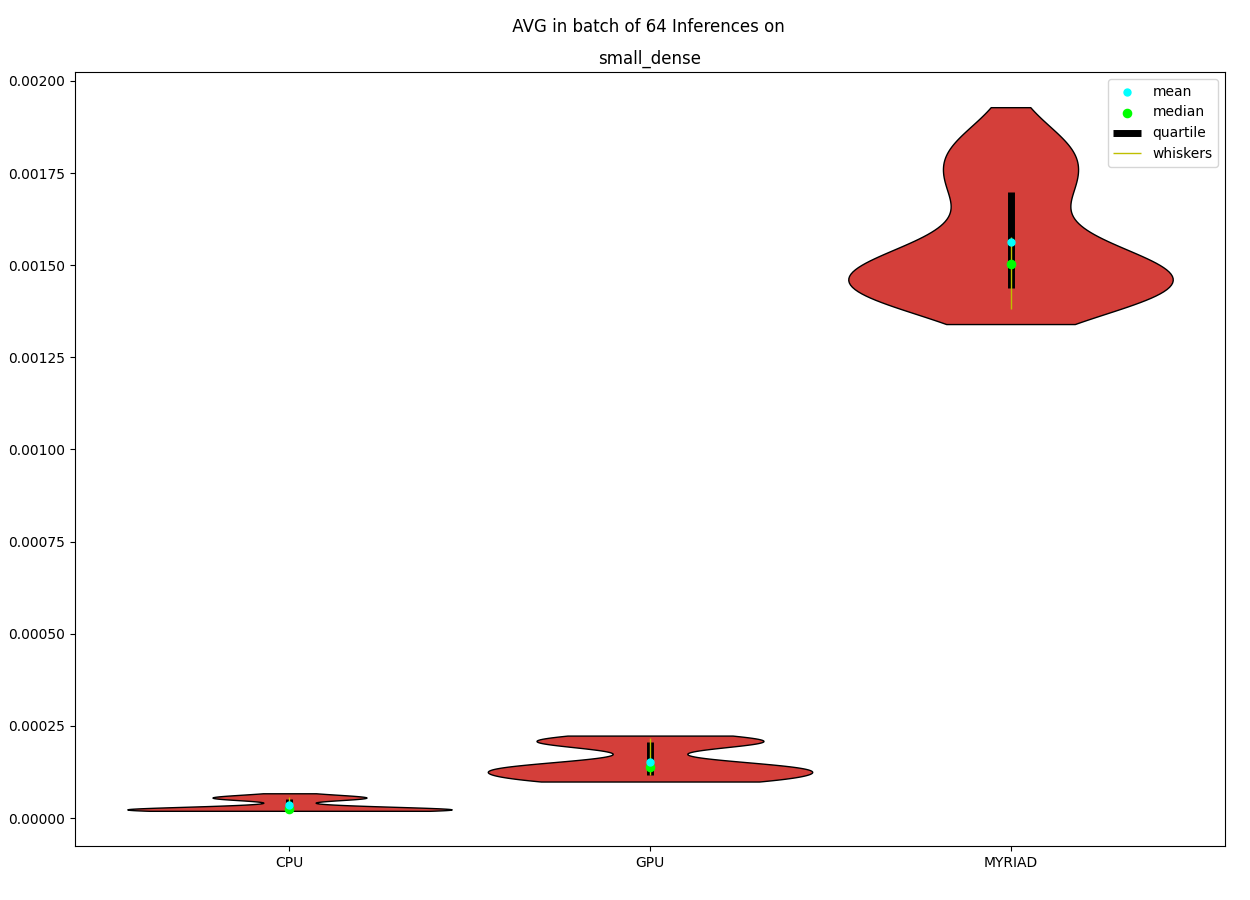 AVG in batch of 64 Inferences on
small_dense
0.00200
0.00175
0.00150
0.00125
0.00100
0.00075
0.00050
0.00025
0.00000
mean
median
quartile
whiskers
CPU GPU MYRIAD